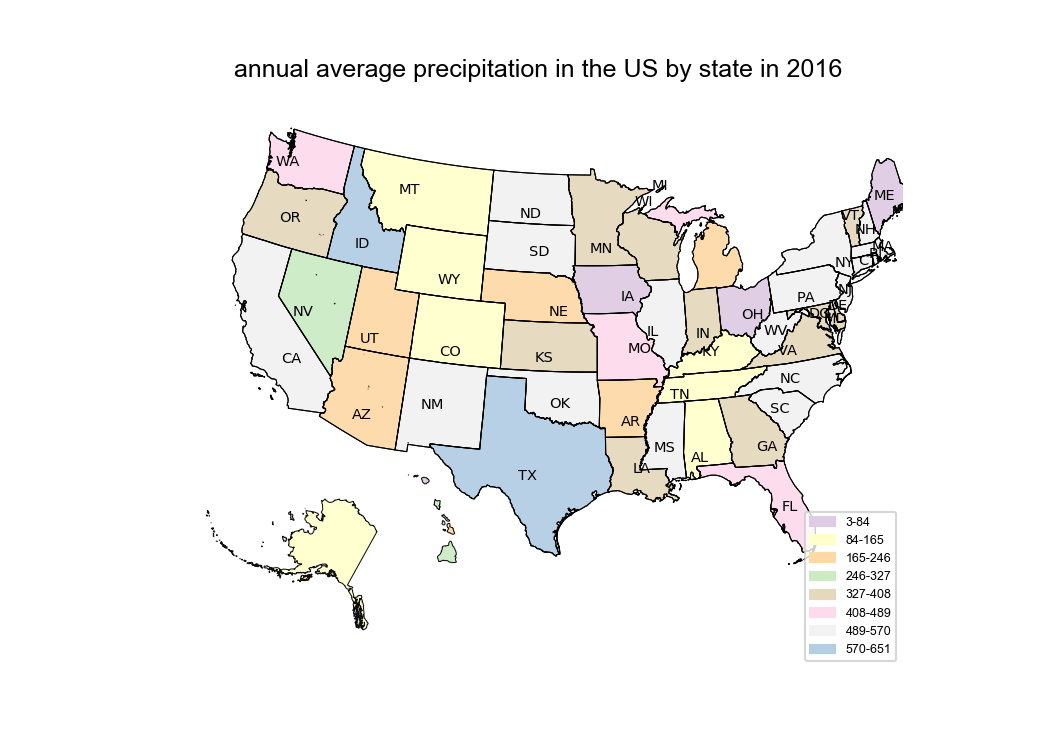 annual average precipitation in the US by state in 2016
WA
MT
ND
MI
WI
ME
OR
ID
SD
MN
VT
NH
MA
WY
NE
IA
NY
CT
NV
UT
CO
KS
MO
IL
IN
OH
PA
NJ
DE
DC
WV
VA
KY
CA
AZ
NM
OK
AR
TN
NC
SC
TX
LA
MS
AL
GA
FL
3-84
84-165
165-246
246-327
327-408
408-489
489-570
570-651